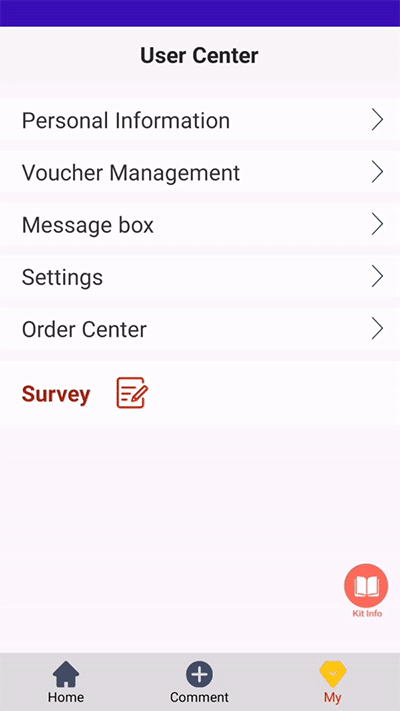 User Center
Personal Information
Voucher Management
Message box
Settings
Order Center
Survey
Kit Info
Home
Comment
My